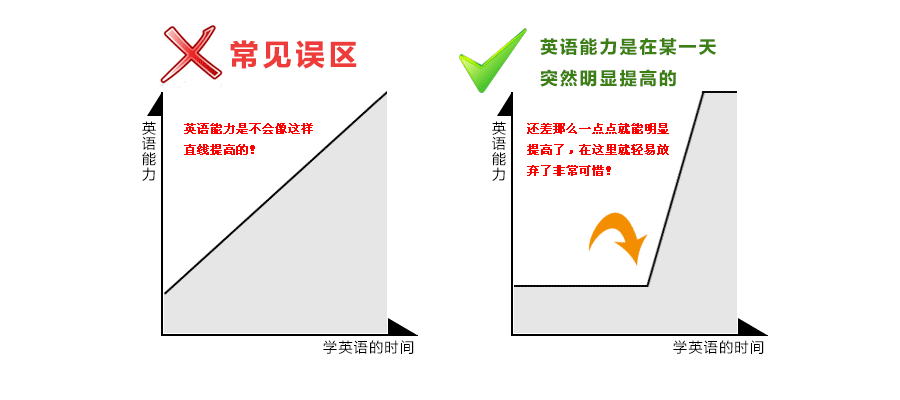 常见误区
英语能力是不会像这样
直线提高的！
英语能力
学英语的时间
英语能力是在某一天
突然明显提高的
还差那么一点点就能明显
提高了，在这里就轻易放
弃了非常可惜！
英语能力
学英语的时间